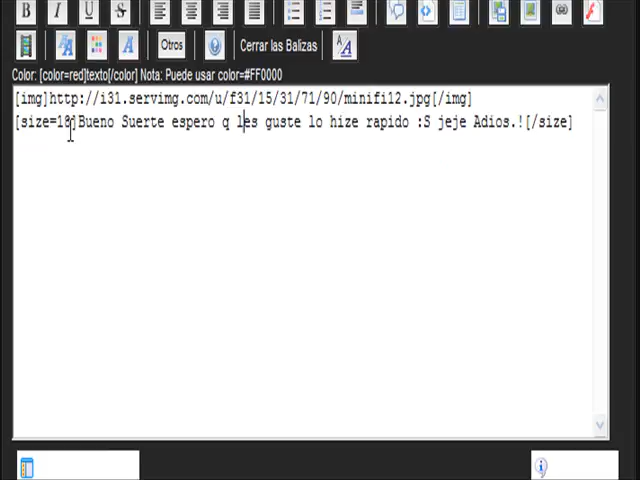 B I U S
A Otros Cerrar las Balizas A A
Color: [color=red]texto[/color] Nota: Puede usar color=#FF0000
[img]http://i31.servimg.com/u/f31/15/31/71/90/minifi12.jpg[/img]
[size=18]Bueno Suerte espero q les guste lo hize rapido :S jeje Adios.![/size]